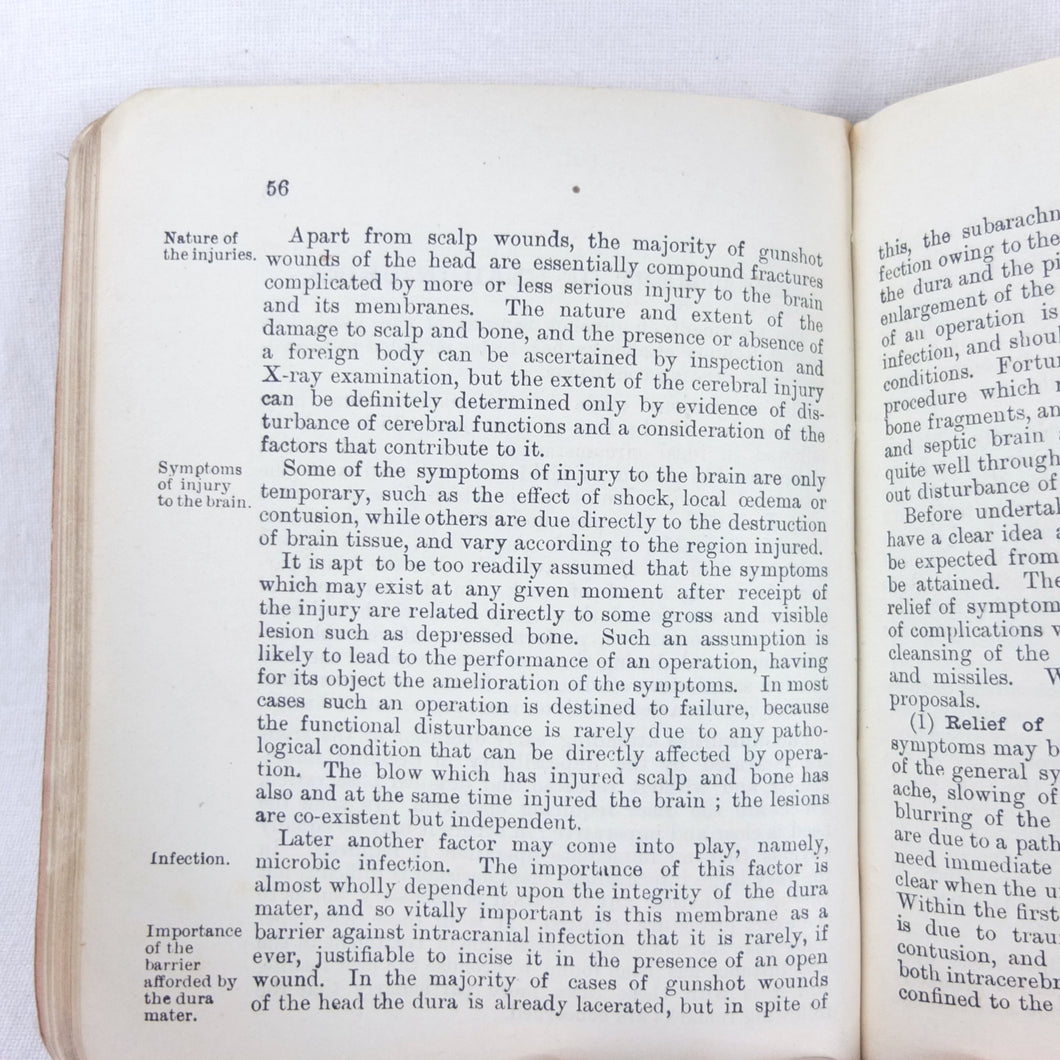 56
Nature of
the injuries.
Apart from scalp wounds, the majority of gunshot
wounds of the head are essentially compound fractures
complicated by more or less serious injury to the brain
and its membranes. The nature and extent of the
damage to scalp and bone, and the presence or absence of
a foreign body can be ascertained by inspection and
X-ray examination, but the extent of the cerebral injury
can be definitely determined only by evidence of dis-
turbance of cerebral functions and a consideration of the
factors that contribute to it.
Symptoms
of injury
to the brain.
Some of the symptoms of injury to the brain are only
temporary, such as the effect of shock, local œdema or
contusion, while others are due directly to the destruction
of brain tissue, and vary according to the region injured.
It is apt to be too readily assumed that the symptoms
which may exist at any given moment after receipt of
the injury are related directly to some gross and visible
lesion such as depressed bone. Such an assumption is
likely to lead to the performance of an operation, having
for its object the amelioration of the symptoms. In most
cases such an operation is destined to failure, because
the functional disturbance is rarely due to any patho-
logical condition that can be directly affected by opera-
tion. The blow which has injured scalp and bone has
also and at the same time injured the brain ; the lesions
are co-existent but independent.
Infection.
Later another factor may come into play, namely,
microbic infection. The importance of this factor is
almost wholly dependent upon the integrity of the dura
mater, and so vitally important is this membrane as a
Importance
of the
barrier
afforded by
the dura
mater.
barrier against intracranial infection that it is rarely, if
ever, justifiable to incise it in the presence of an open
wound. In the majority of cases of gunshot wounds
of the head the dura is already lacerated, but in spite of
this, the subarachn
fection owing to the
the dura and the pi
enlargement of the
of an operation is
infection, and shoul
conditions. Fortu
procedure which
bone fragments, an
and septic brain
quite well through
out disturbance of
Before undertak
have a clear idea
be expected from
be attained. The
relief of symptom
of complications
cleansing of the
and missiles. W
proposals.
(1) Relief of
symptoms may b
of the general sy
ache, slowing of
blurring of the
are due to a path
need immediate
clear when the u
Within the first
is due to trau
contusion, and
both intracerebr
confined to the